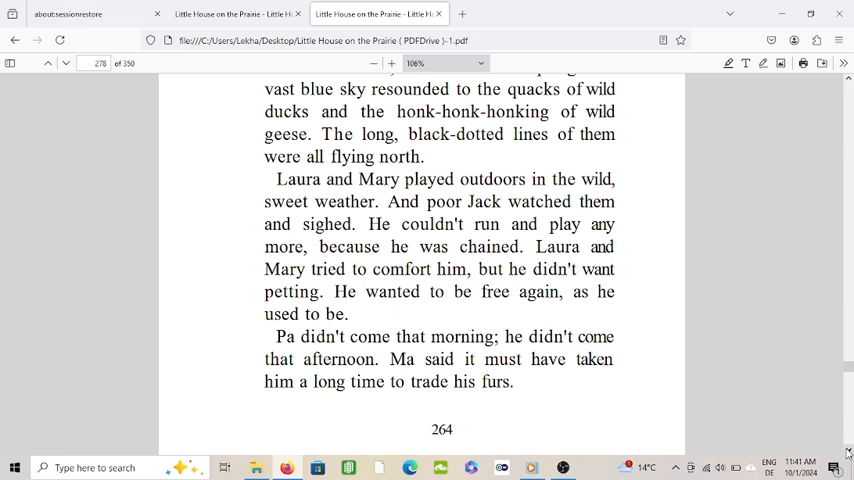 about:sessionrestore
Little House on the Prairie - Little H
Little House on the Prairie - Little H
file:///C:/Users/Lekha/Desktop/Little House on the Prairie ( PDFDrive )-1.pdf
278 of 350
106%
vast blue sky resounded to the quacks of wild
ducks and the honk-honk-honking of wild
geese. The long, black-dotted lines of them
were all flying north.
Laura and Mary played outdoors in the wild,
sweet weather. And poor Jack watched them
and sighed. He couldn't run and play any
more, because he was chained. Laura and
Mary tried to comfort him, but he didn't want
petting. He wanted to be free again, as he
used to be.
Pa didn't come that morning; he didn't come
that afternoon. Ma said it must have taken
him a long time to trade his furs.
264
Type here to search
14°C
ENG
DE
11:41 AM
10/1/2024